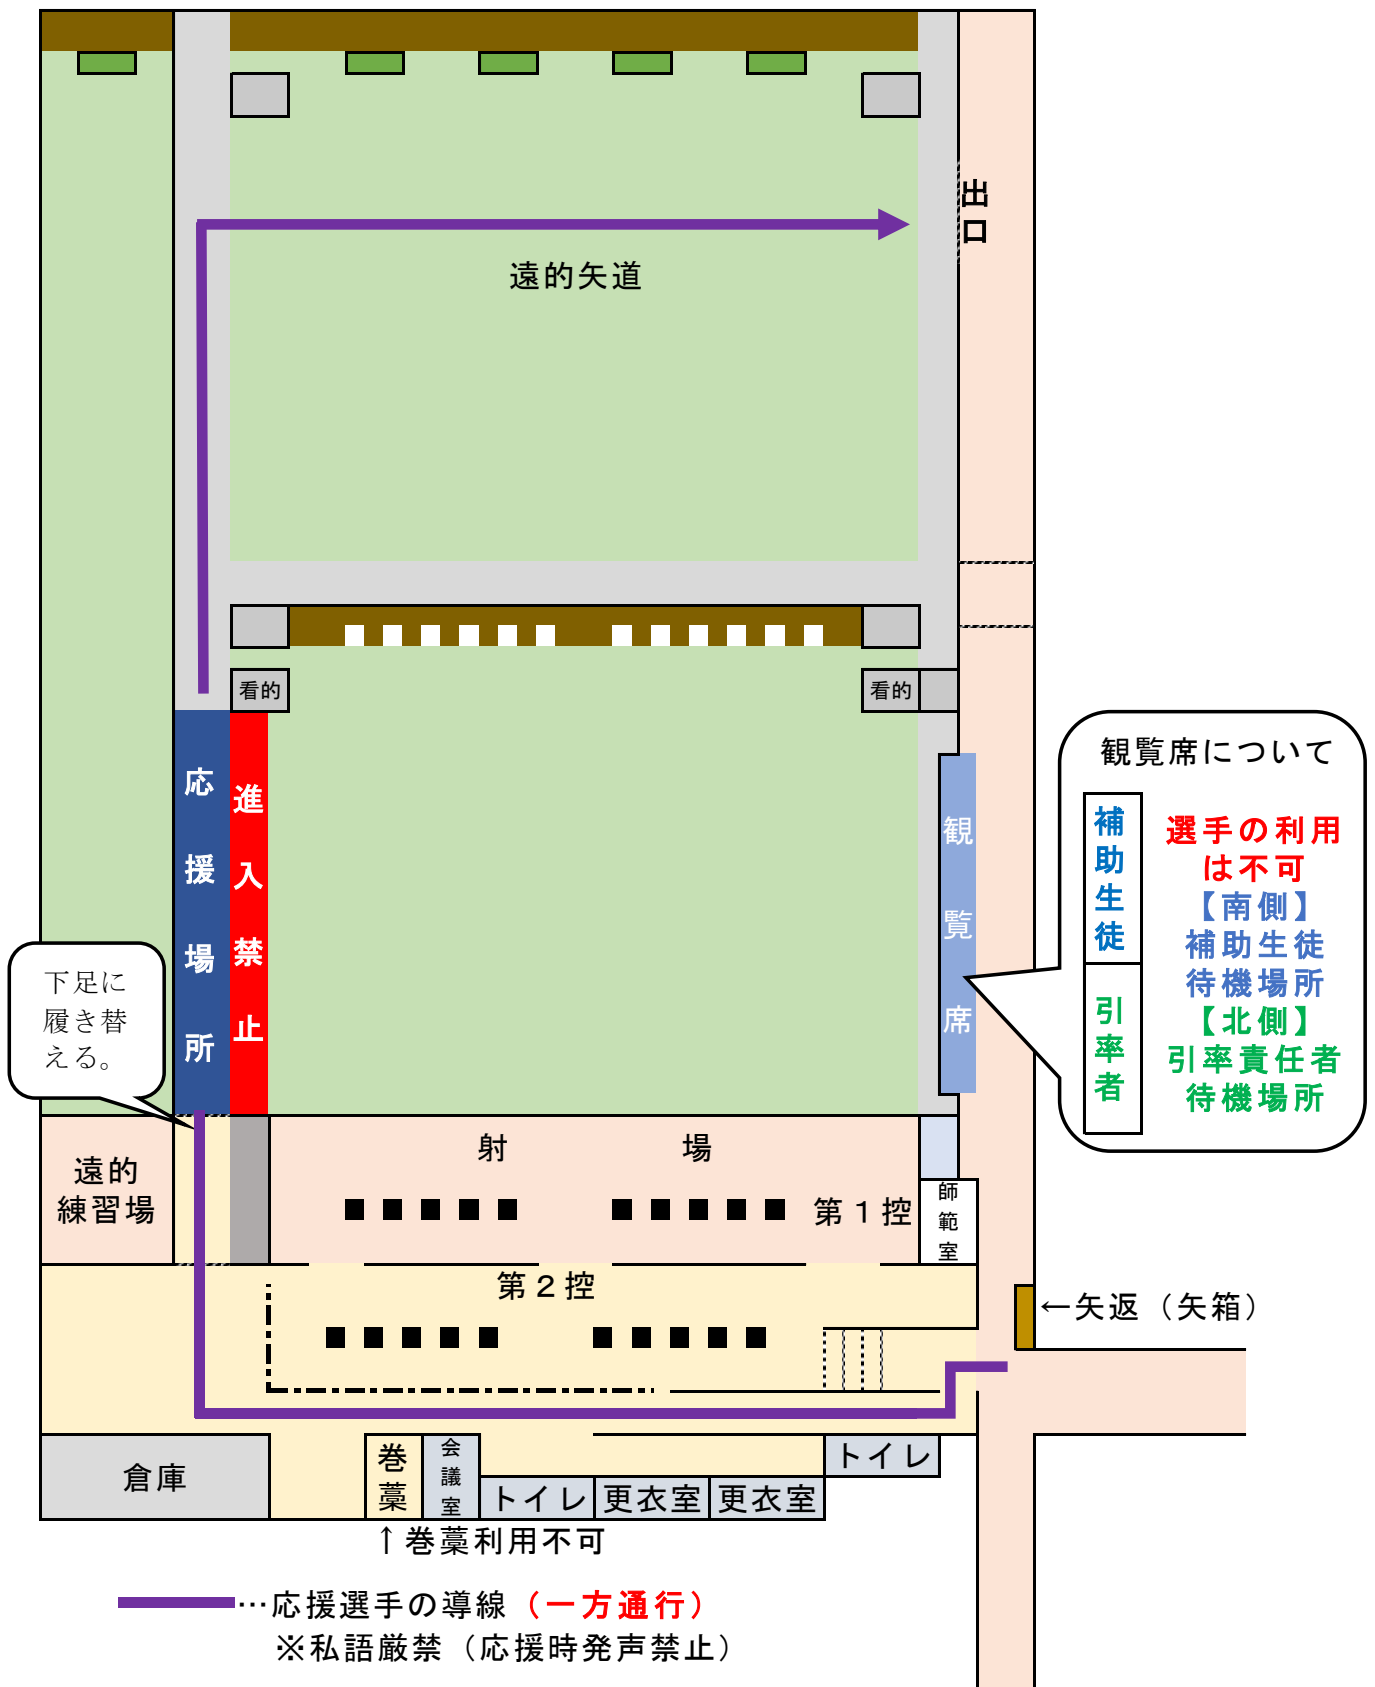 出口
遠的矢道
看的
看的
応援場所
進入禁止
観覧席
観覧席について
補助生徒
引率者
選手の利用
は不可
【南側】
補助生徒
待機場所
【北側】
引率責任者
待機場所
下足に
履き替
える。
遠的
練習場
射場
第１控
師範室
第２控
←矢返（矢箱）
倉庫
巻藁
会議室
トイレ
更衣室
更衣室
トイレ
↑巻藁利用不可
…応援選手の導線（一方通行）
※私語厳禁（応援時発声禁止）